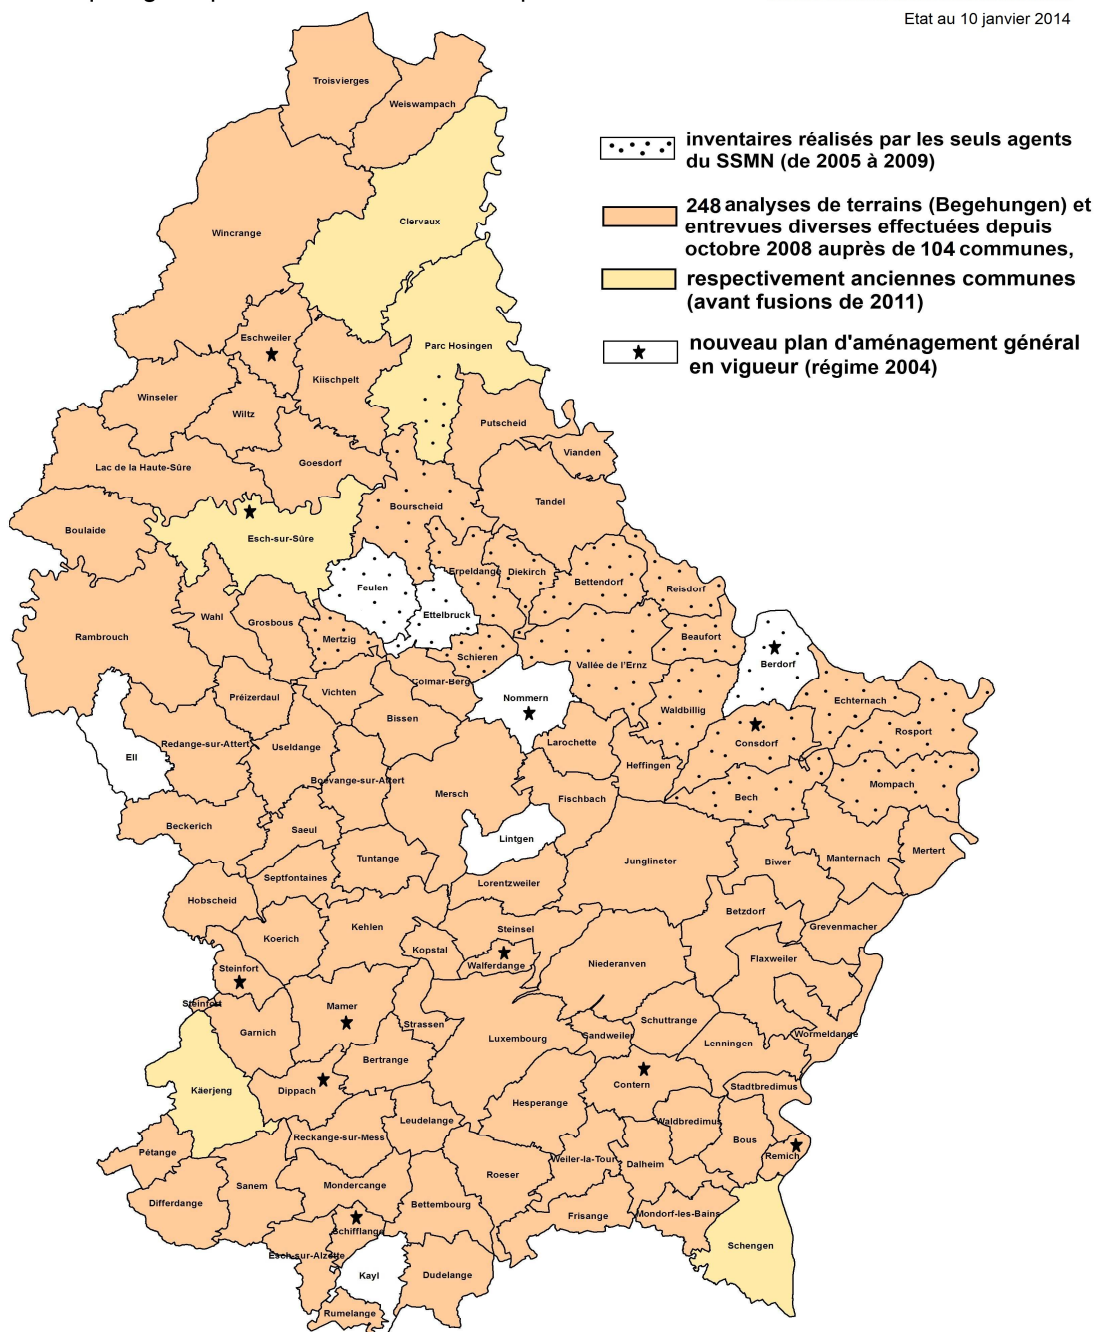 Etat au 10 janvier 2014
inventaires réalisés par les seuls agents
du SSMN (de 2005 à 2009)
248 analyses de terrains (Begehungen) et
entrevues diverses effectuées depuis
octobre 2008 auprès de 104 communes,
respectivement anciennes communes
(avant fusions de 2011)
nouveau plan d'aménagement général
en vigueur (régime 2004)
Troisvierges
Weiswampach
Clervaux
Wincrange
Eschweiler
Parc Hosingen
Kiischpelt
Winseler
Wiltz
Putscheid
Vianden
Lac de la Haute-Sûre
Goesdorf
Tandel
Bourscheid
Boulaide
Esch-sur-Sûre
Erpeldange
Diekirch
Bettendorf
Reisdorf
Feulen
Ettelbruck
Wahl
Grosbous
Rambrouch
Mertzig
Beaufort
Schieren
Vallée de l'Ernz
Berdorf
Colmar-Berg
Préizerdaul
Vichten
Nommern
Echternach
Waldbillig
Bissen
Rosport
Ell
Redange-sur-Attert
Useldange
Larochette
Consdorf
Heffingen
Boevange-sur-Attert
Mersch
Fischbach
Bech
Mompach
Beckerich
Saeul
Lintgen
Tuntange
Junglinster
Biwer
Manternach
Mertert
Septfontaines
Lorentzweiler
Hobscheid
Betzdorf
Kehlen
Steinsel
Grevenmacher
Koerich
Kopstal
Walferdange
Niederanven
Flaxweiler
Steinfort
Steinfort
Mamer
Strassen
Garnich
Luxembourg
Sandweiler
Schuttrange
Lenningen
Wormeldange
Bertrange
Käerjeng
Dippach
Contern
Stadtbredimus
Hesperange
Leudelange
Waldbredimus
Reckange-sur-Mess
Bous
Remich
Pétange
Weiler-la-Tour
Dalheim
Roeser
Sanem
Mondercange
Differdange
Bettembourg
Frisange
Mondorf-les-Bains
Schifflange
Schengen
Esch-sur-Alzette
Kayl
Dudelange
Rumelange